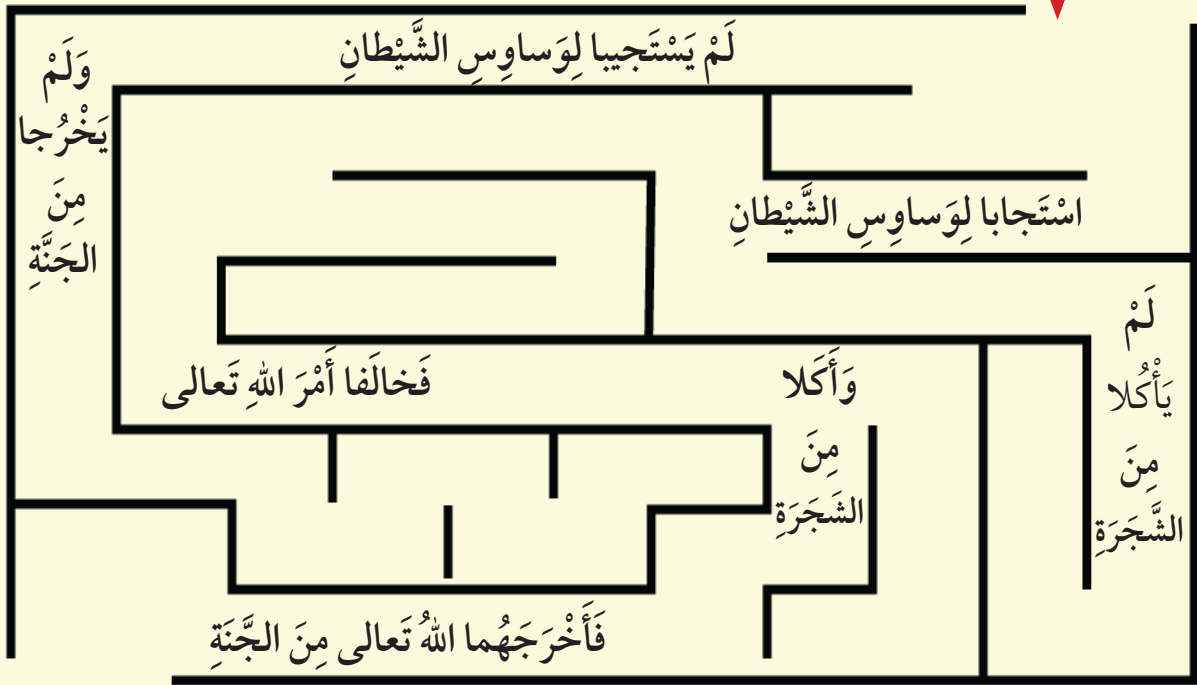 لَمْ يَسْتَجيبا لِوَساوِسِ الشَّيْطانِ
وَلَمْ
يَخْرُجا
مِنَ
الجَنَّةِ
اسْتَجابا لِوَساوِسِ الشَّيْطانِ
لَمْ
يَأْكُلا
مِنَ
الشَّجَرَةِ
وَأَكَلا
مِنَ
الشَجَرَةِ
فَخالَفا أَمْرَ اللهِ تَعالى
فَأَخْرَجَهُما اللهُ تَعالى مِنَ الجَّنَةِ